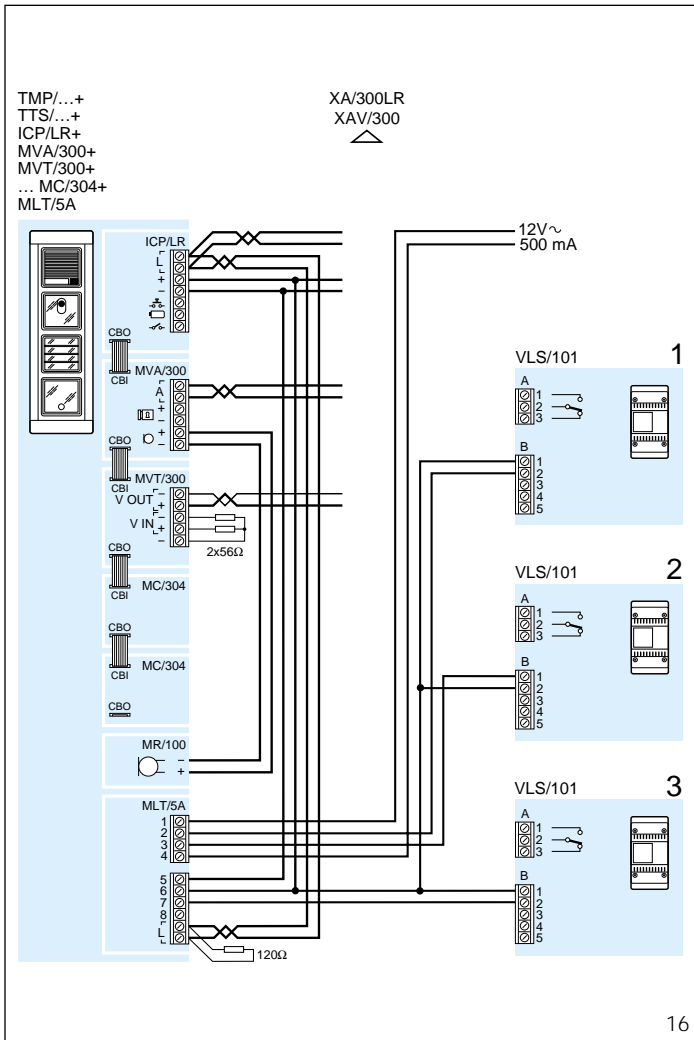 TMP/…+
TTS/…+
ICP/LR+
MVA/300+
MVT/300+
… MC/304+
MLT/5A
XA/300LR
XAV/300
12V~
500 mA
ICP/LR
L
+
–
CBO
CBI
MVA/300
A
+
–
+
–
CBO
CBI
MVT/300
V OUT
–
+
V IN
–
+
–
2x56Ω
CBO
CBI
MC/304
CBO
CBI
MC/304
CBO
MR/100
–
+
MLT/5A
1
2
3
4
5
6
7
8
L
120Ω
VLS/101
1
A
1
2
3
B
1
2
3
4
5
VLS/101
2
A
1
2
3
B
1
2
3
4
5
VLS/101
3
A
1
2
3
B
1
2
3
4
5
16